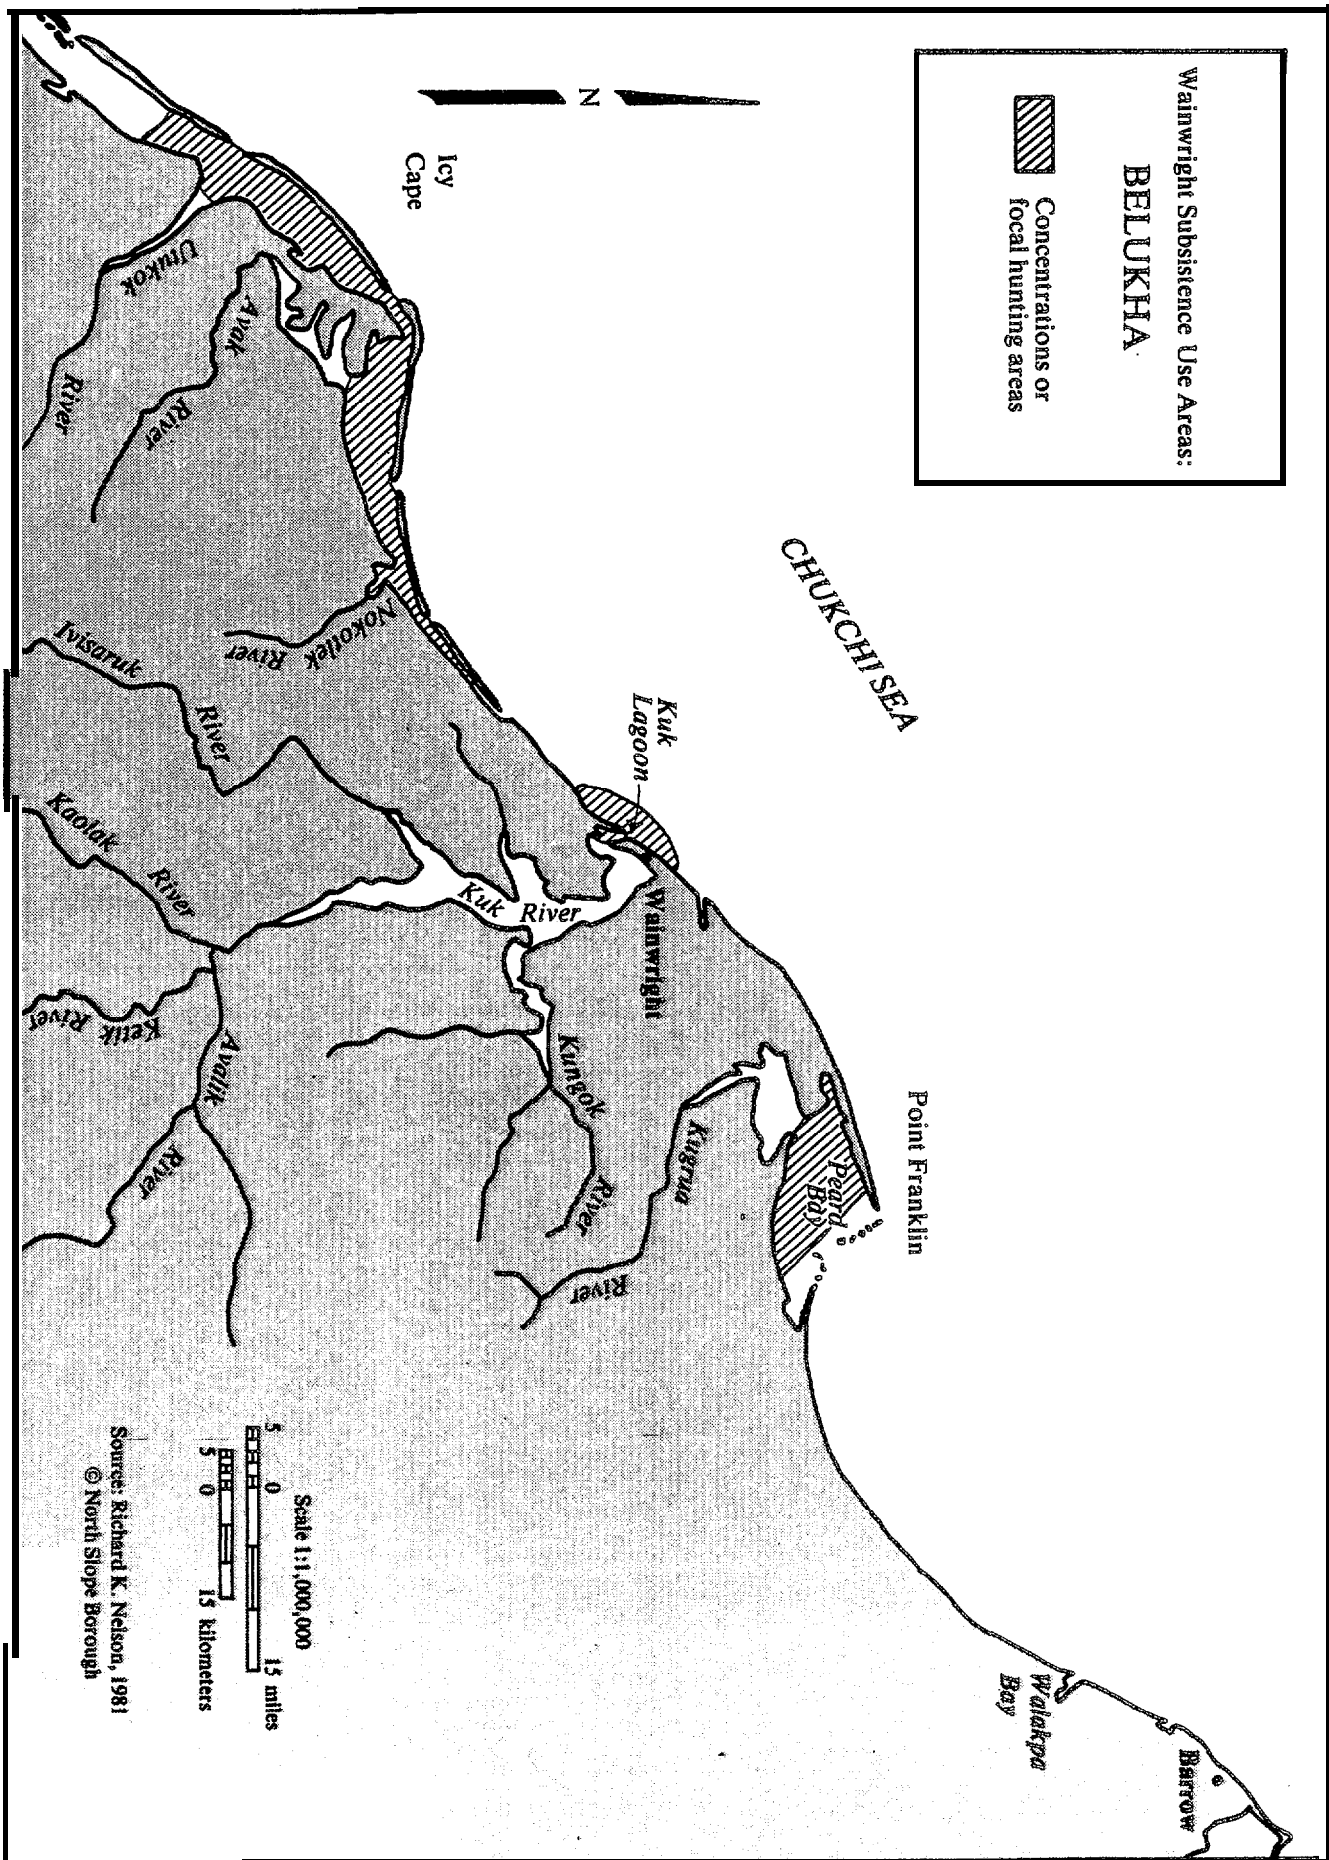 Wainwright Subsistence Use Areas:
BELUKHA
Concentrations or
focal hunting areas
N
Icy
Cape
CHUKCHI SEA
Kuk
Lagoon
Point Franklin
Peard
Bay
Walakpa
Bay
Barrow
Wainwright
Utukok
River
Avak
River
Nokotlek
River
Ivisaruk
River
Kaolak
River
Kuk River
Ketik
River
Avalik
River
Kungok
River
Kugrua
River
Scale 1:1,000,000
5 0 15 miles
5 0 15 kilometers
Source: Richard K. Nelson, 1981
© North Slope Borough